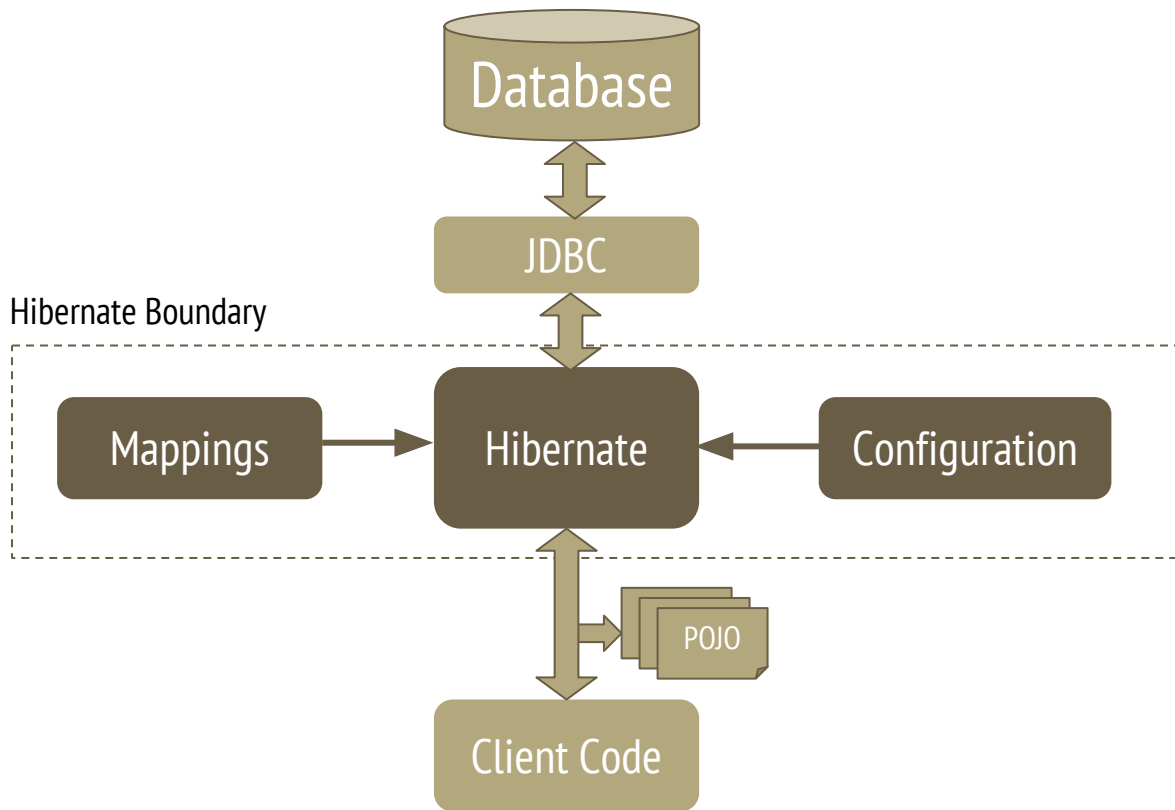 Database
JDBC
Hibernate Boundary
Mappings
Hibernate
Configuration
POJO
Client Code